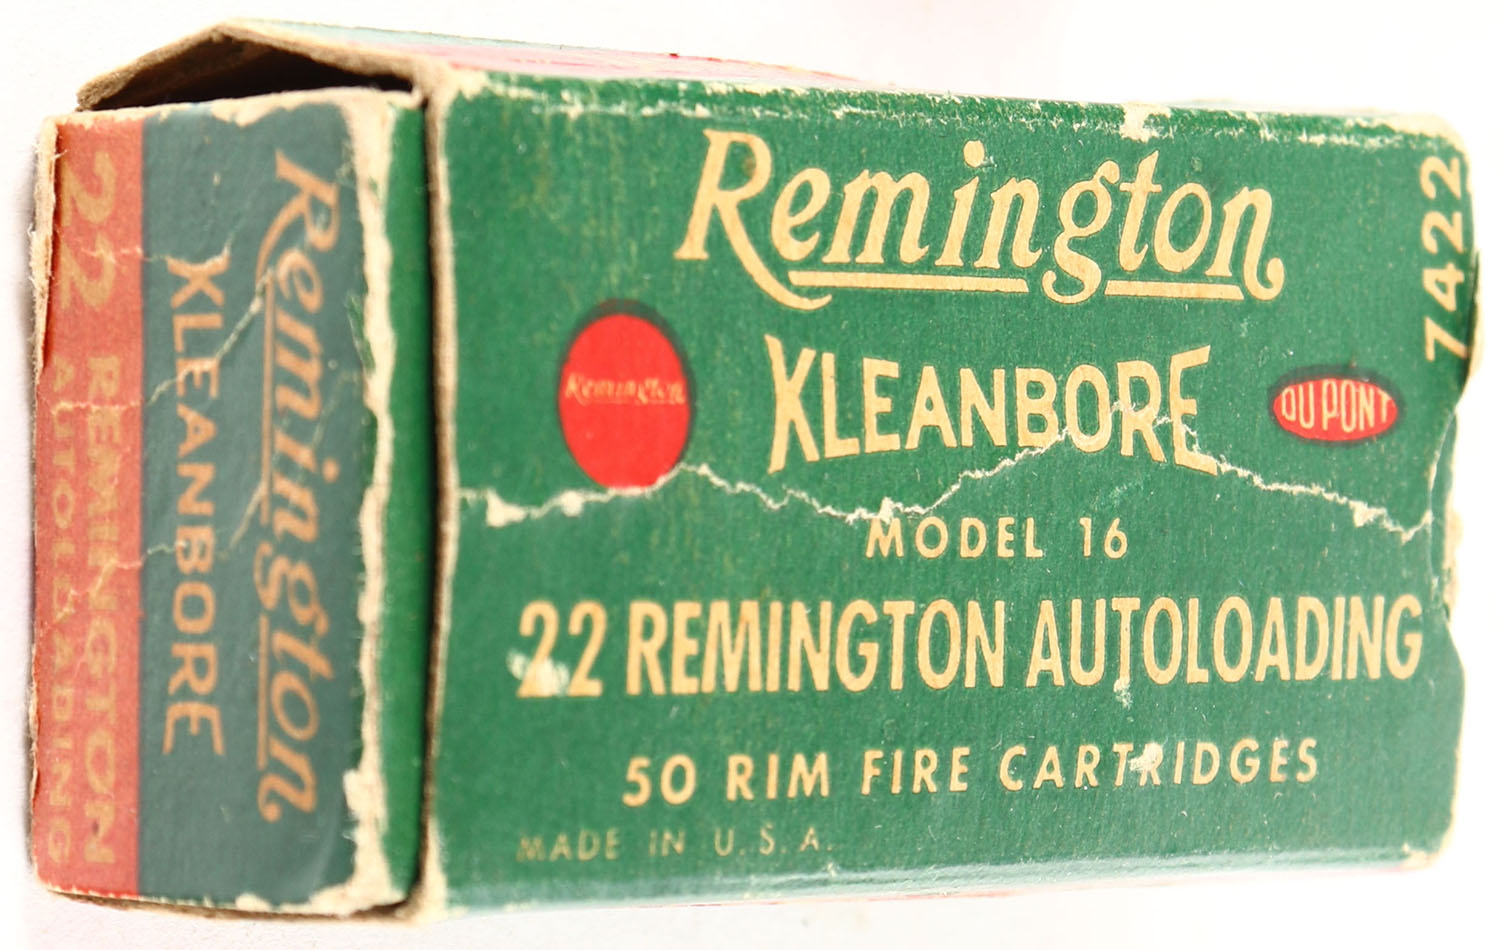 Remington
KLEANBORE
22 REMINGTON
AUTOLOADING
Remington
7422
Remington
KLEANBORE
DU PONT
MODEL 16
22 REMINGTON AUTOLOADING
50 RIM FIRE CARTRIDGES
MADE IN U.S.A.